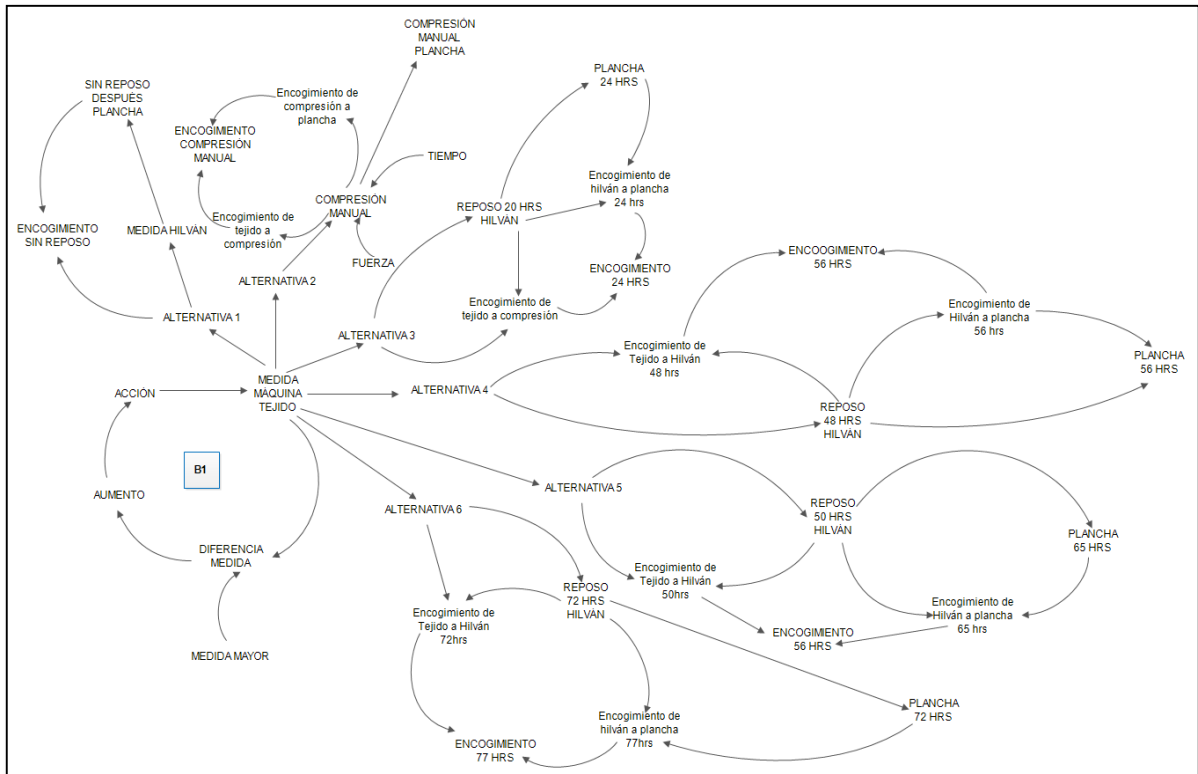 COMPRESIÓN
MANUAL
PLANCHA
SIN REPOSO
DESPUÉS
PLANCHA
Encogimiento de
compresión a
plancha
ENCOGIMIENTO
COMPRESIÓN
MANUAL
TIEMPO
PLANCHA
24 HRS
Encogimiento de
hilván a plancha
24 hrs
COMPRESIÓN
MANUAL
REPOSO 20 HRS
HILVÁN
ENCOGIMIENTO
SIN REPOSO
MEDIDA HILVÁN
Encogimiento de
tejido a
compresión
FUERZA
ENCOGIMIENTO
24 HRS
ENCOOGIMIENTO
56 HRS
ALTERNATIVA 2
Encogimiento de
tejido a compresión
Encogimiento de
Hilván a plancha
56 hrs
ALTERNATIVA 1
ALTERNATIVA 3
Encogimiento de
Tejido a Hilván
48 hrs
PLANCHA
56 HRS
ACCIÓN
MEDIDA
MÁQUINA
TEJIDO
ALTERNATIVA 4
REPOSO
48 HRS
HILVÁN
B1
AUMENTO
ALTERNATIVA 6
ALTERNATIVA 5
REPOSO
50 HRS
HILVÁN
PLANCHA
65 HRS
DIFERENCIA
MEDIDA
Encogimiento de
Tejido a Hilván
50hrs
REPOSO
72 HRS
HILVÁN
Encogimiento de
Tejido a Hilván
72hrs
Encogimiento de
Hilván a plancha
65 hrs
ENCOGIMIENTO
56 HRS
MEDIDA MAYOR
PLANCHA
72 HRS
Encogimiento de
hilván a plancha
77hrs
ENCOGIMIENTO
77 HRS